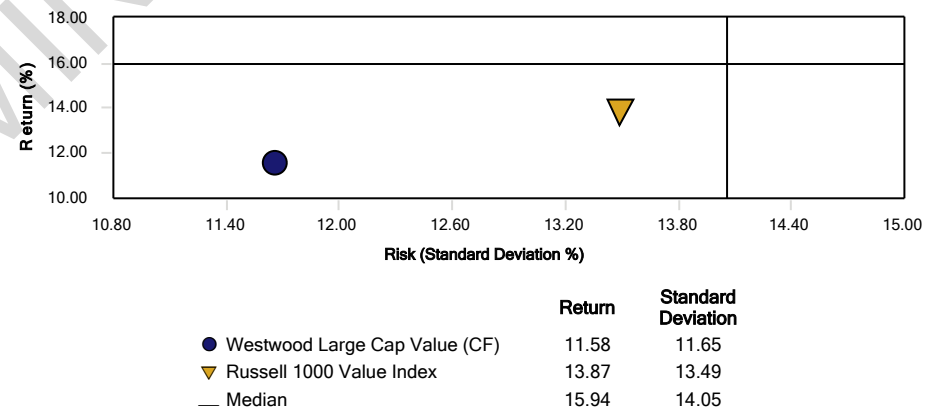 18.00
16.00
14.00
12.00
10.00
Return (%)
10.80 11.40 12.00 12.60 13.20 13.80 14.40 15.00
Risk (Standard Deviation %)
Return Standard Deviation
Westwood Large Cap Value (CF) 11.58 11.65
Russell 1000 Value Index 13.87 13.49
Median 15.94 14.05